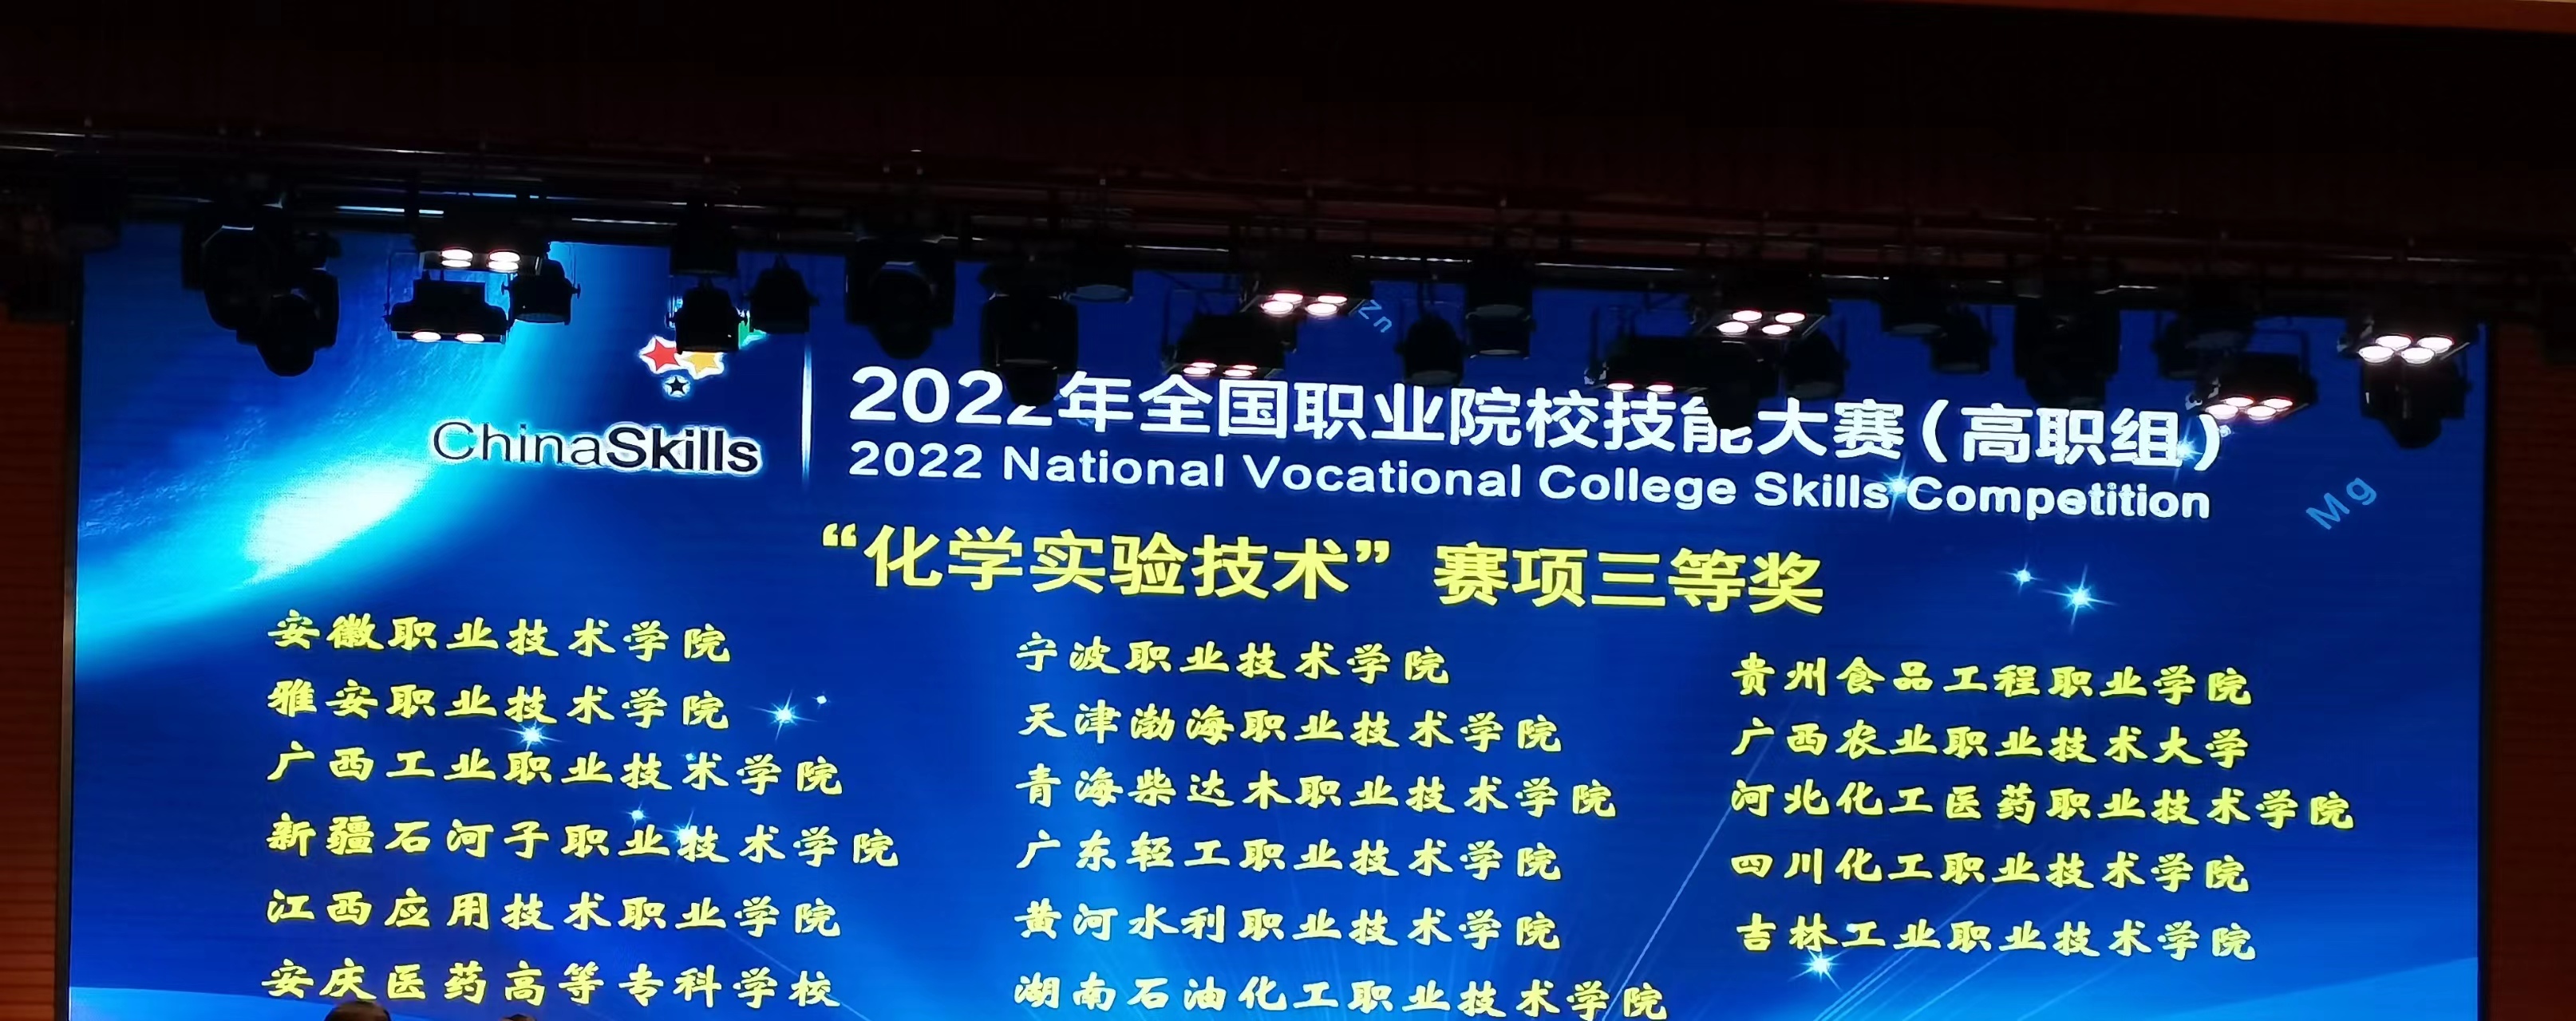 Zn
ChinaSkills
2022年全国职业院校技能大赛（高职组）
2022 National Vocational College Skills Competition
Mg
“化学实验技术”赛项三等奖
安徽职业技术学院
雅安职业技术学院
广西工业职业技术学院
新疆石河子职业技术学院
江西应用技术职业学院
安庆医药高等专科学校
宁波职业技术学院
天津渤海职业技术学院
青海柴达木职业技术学院
广东轻工职业技术学院
黄河水利职业技术学院
湖南石油化工职业技术学院
贵州食品工程职业学院
广西农业职业技术大学
河北化工医药职业技术学院
四川化工职业技术学院
吉林工业职业技术学院